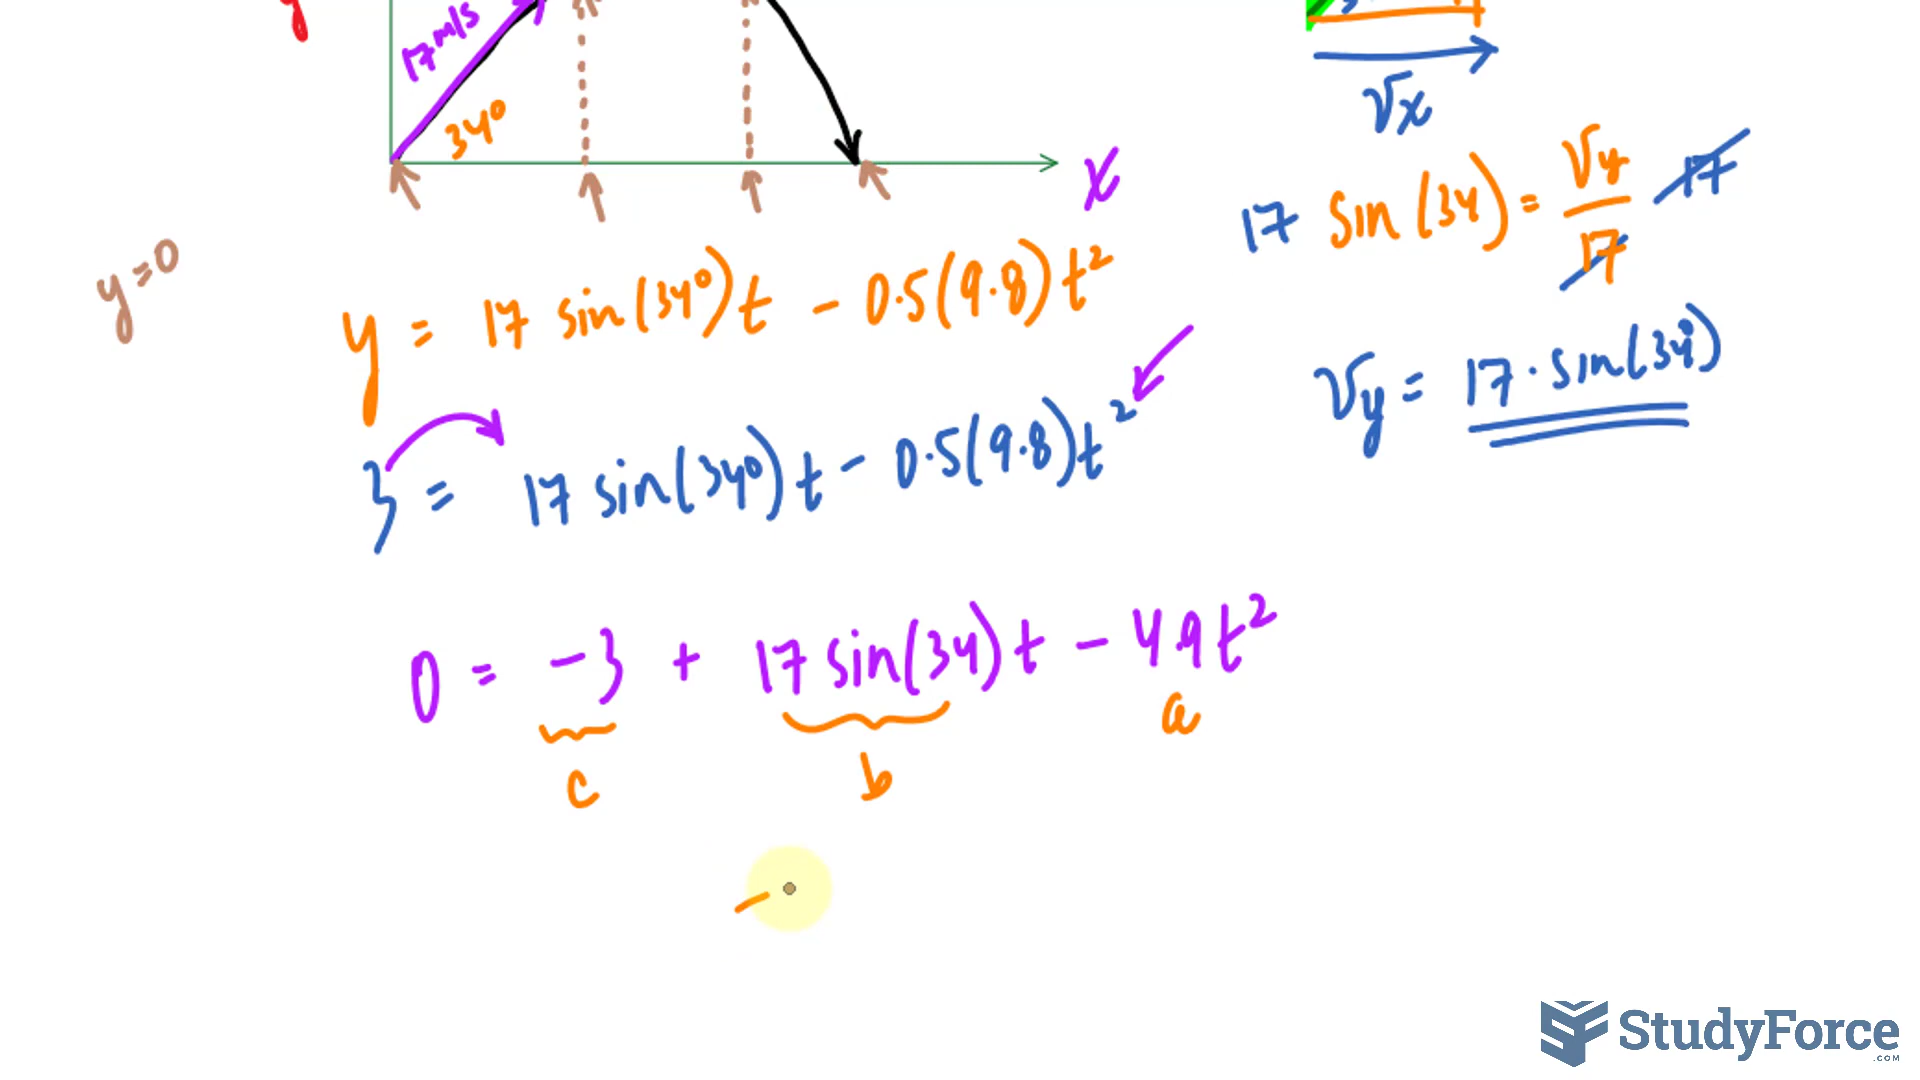 17 m/s
34°
x
y=0
y = 17 sin(34°)t - 0.5(9.8)t²
3 = 17 sin(34°)t - 0.5(9.8)t²
0 = -3 + 17 sin(34)t - 4.9t²
c b a
Vx
17 sin(34) = Vy/17 17
Vy = 17·sin(34°)
StudyForce
.COM